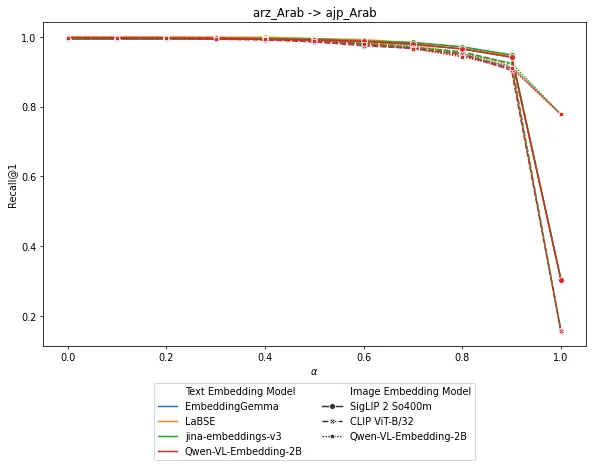 arz_Arab -> ajp_Arab
Recall@1
1.0
0.8
0.6
0.4
0.2
0.0 0.2 0.4 0.6 0.8 1.0
α
Text Embedding Model Image Embedding Model
EmbeddingGemma SigLIP 2 So400m
LaBSE CLIP ViT-B/32
jina-embeddings-v3 Qwen-VL-Embedding-2B
Qwen-VL-Embedding-2B